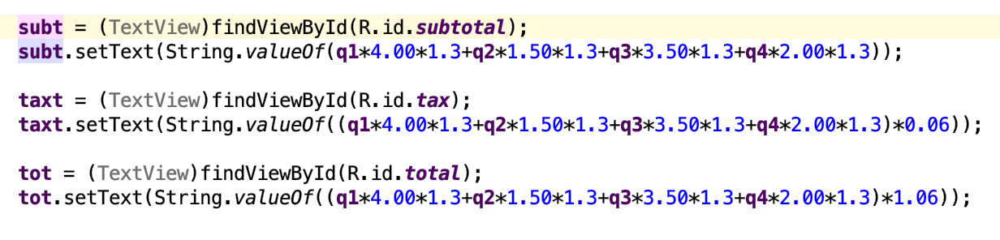 subt = (TextView)findViewById(R.id.subtotal);
subt.setText(String.valueOf(q1*4.00*1.3+q2*1.50*1.3+q3*3.50*1.3+q4*2.00*1.3));
taxt = (TextView)findViewById(R.id.tax);
taxt.setText(String.valueOf((q1*4.00*1.3+q2*1.50*1.3+q3*3.50*1.3+q4*2.00*1.3)*0.06));
tot = (TextView)findViewById(R.id.total);
tot.setText(String.valueOf((q1*4.00*1.3+q2*1.50*1.3+q3*3.50*1.3+q4*2.00*1.3)*1.06));